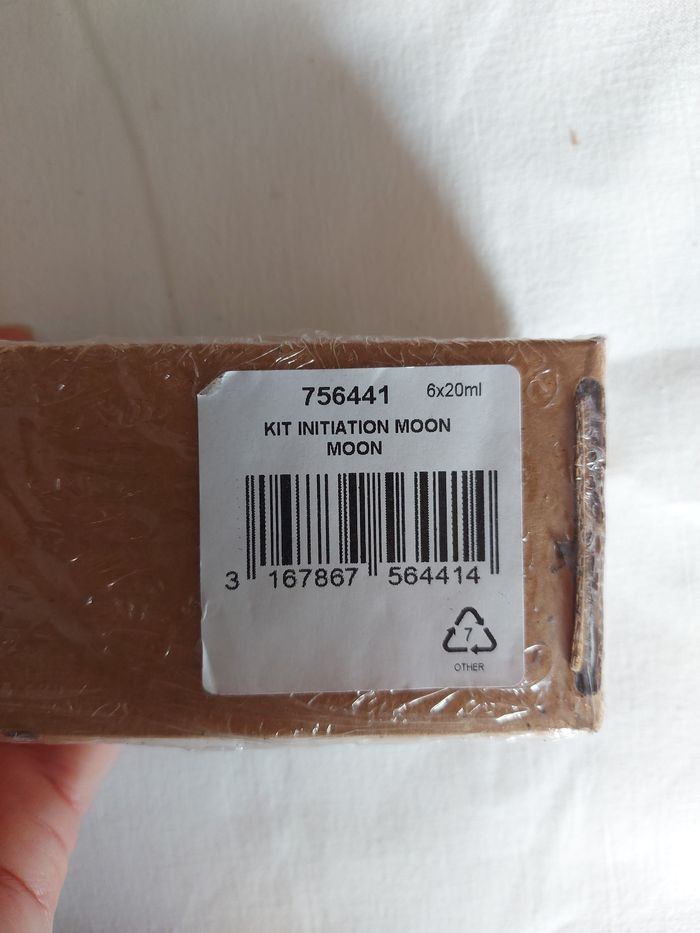 756441 6x20ml
KIT INITIATION MOON
MOON
3 167867 564414
7
OTHER